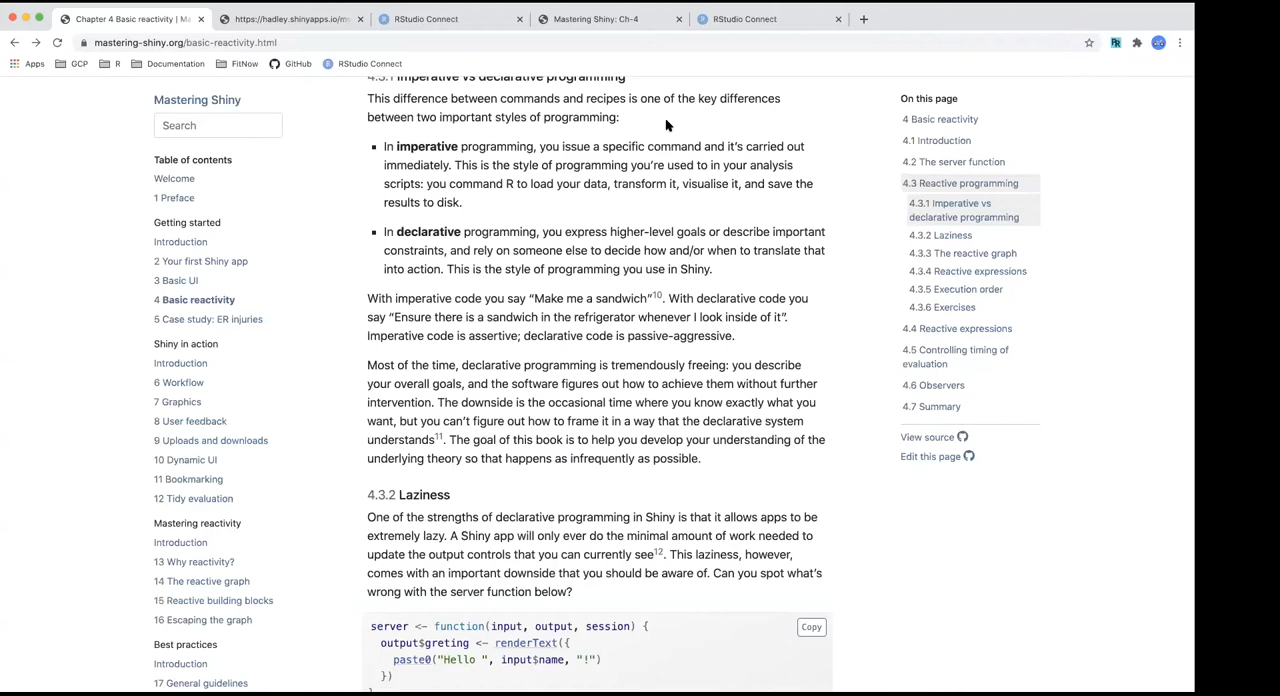 Chapter 4 Basic reactivity | Ma
https://hadley.shinyapps.io/ms
RStudio Connect
Mastering Shiny: Ch-4
RStudio Connect
mastering-shiny.org/basic-reactivity.html
Apps
GCP
R
Documentation
FitNow
GitHub
RStudio Connect
Mastering Shiny
Search
Table of contents
Welcome
1 Preface
Getting started
Introduction
2 Your first Shiny app
3 Basic UI
4 Basic reactivity
5 Case study: ER injuries
Shiny in action
Introduction
6 Workflow
7 Graphics
8 User feedback
9 Uploads and downloads
10 Dynamic UI
11 Bookmarking
12 Tidy evaluation
Mastering reactivity
Introduction
13 Why reactivity?
14 The reactive graph
15 Reactive building blocks
16 Escaping the graph
Best practices
Introduction
17 General guidelines
4.3.1 Imperative vs declarative programming
This difference between commands and recipes is one of the key differences
between two important styles of programming:
In imperative programming, you issue a specific command and it's carried out
immediately. This is the style of programming you're used to in your analysis
scripts: you command R to load your data, transform it, visualise it, and save the
results to disk.
In declarative programming, you express higher-level goals or describe important
constraints, and rely on someone else to decide how and/or when to translate that
into action. This is the style of programming you use in Shiny.
With imperative code you say “Make me a sandwich”10. With declarative code you
say “Ensure there is a sandwich in the refrigerator whenever I look inside of it”.
Imperative code is assertive; declarative code is passive-aggressive.
Most of the time, declarative programming is tremendously freeing: you describe
your overall goals, and the software figures out how to achieve them without further
intervention. The downside is the occasional time where you know exactly what you
want, but you can't figure out how to frame it in a way that the declarative system
understands11. The goal of this book is to help you develop your understanding of the
underlying theory so that happens as infrequently as possible.
4.3.2 Laziness
One of the strengths of declarative programming in Shiny is that it allows apps to be
extremely lazy. A Shiny app will only ever do the minimal amount of work needed to
update the output controls that you can currently see12. This laziness, however,
comes with an important downside that you should be aware of. Can you spot what's
wrong with the server function below?
server <- function(input, output, session) {
output$greting <- renderText({
paste0("Hello ", input$name, "!")
})
Copy
On this page
4 Basic reactivity
4.1 Introduction
4.2 The server function
4.3 Reactive programming
4.3.1 Imperative vs
declarative programming
4.3.2 Laziness
4.3.3 The reactive graph
4.3.4 Reactive expressions
4.3.5 Execution order
4.3.6 Exercises
4.4 Reactive expressions
4.5 Controlling timing of
evaluation
4.6 Observers
4.7 Summary
View source
Edit this page